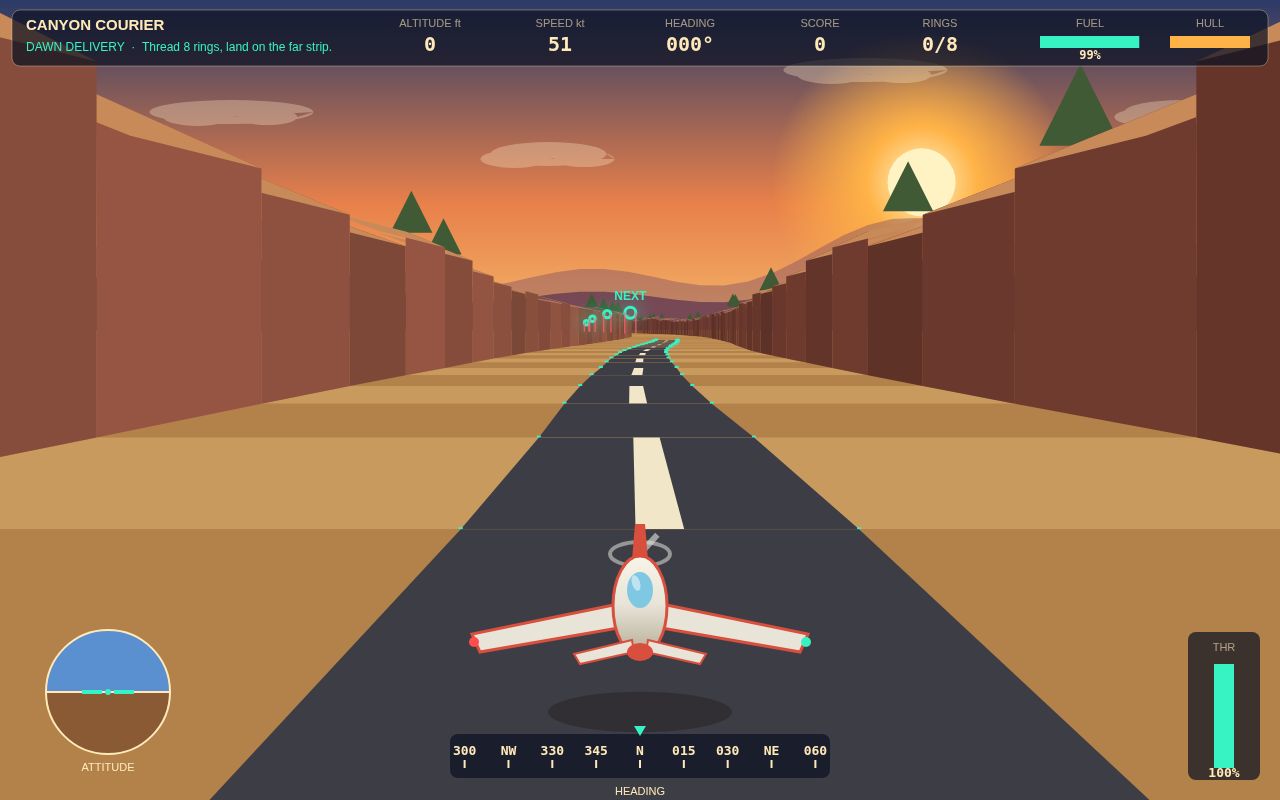 CANYON COURIER
DAWN DELIVERY · Thread 8 rings, land on the far strip.
ALTITUDE ft
0
SPEED kt
51
HEADING
000°
SCORE
0
RINGS
0/8
FUEL
99%
HULL
NEXT
ATTITUDE
300 NW 330 345 N 015 030 NE 060
HEADING
THR
100%